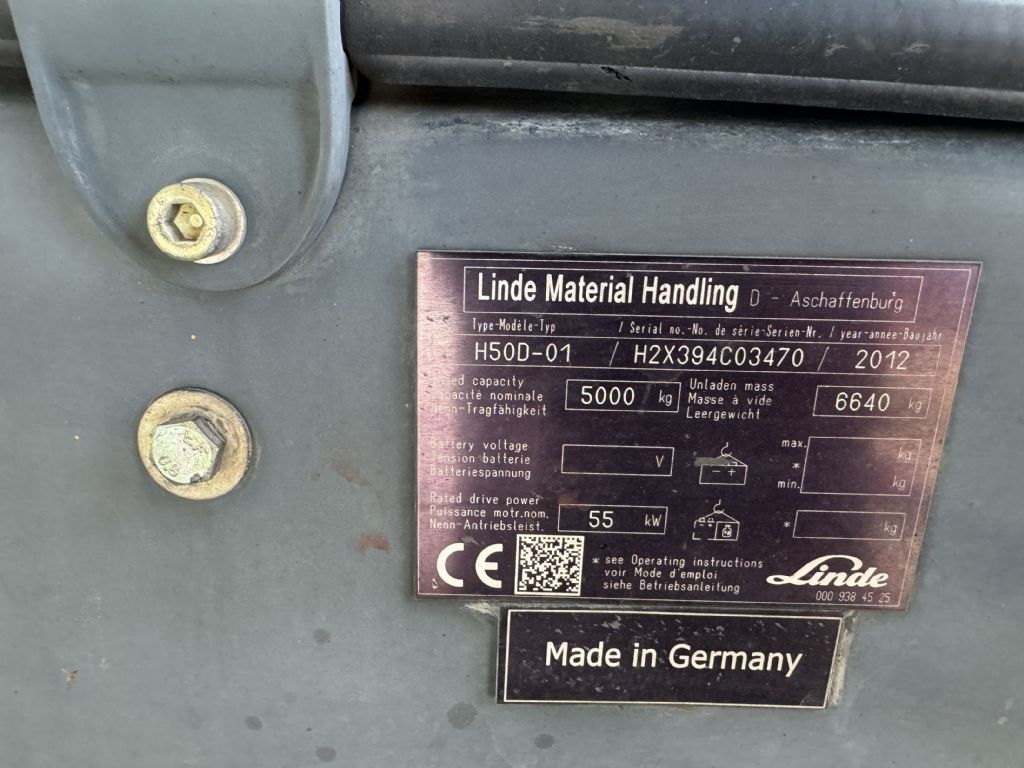 Linde Material Handling D - Aschaffenburg
Type-Modèle-Typ / Serial no.-No. de série-Serien-Nr. / year-année-Baujahr
H50D-01 / H2X394C03470 / 2012
Rated capacity
Capacité nominale
Nenn-Tragfähigkeit
5000 kg
Unladen mass
Masse à vide
Leergewicht
6640 kg
Battery voltage
Tension batterie
Batteriespannung
V
- +
max. kg
*
min. kg
Rated drive power
Puissance motr.nom.
Nenn-Antriebsleist.
55 kW
* kg
CE
* see Operating instructions
voir Mode d'emploi
siehe Betriebsanleitung
Linde
000 938 45 25
Made in Germany